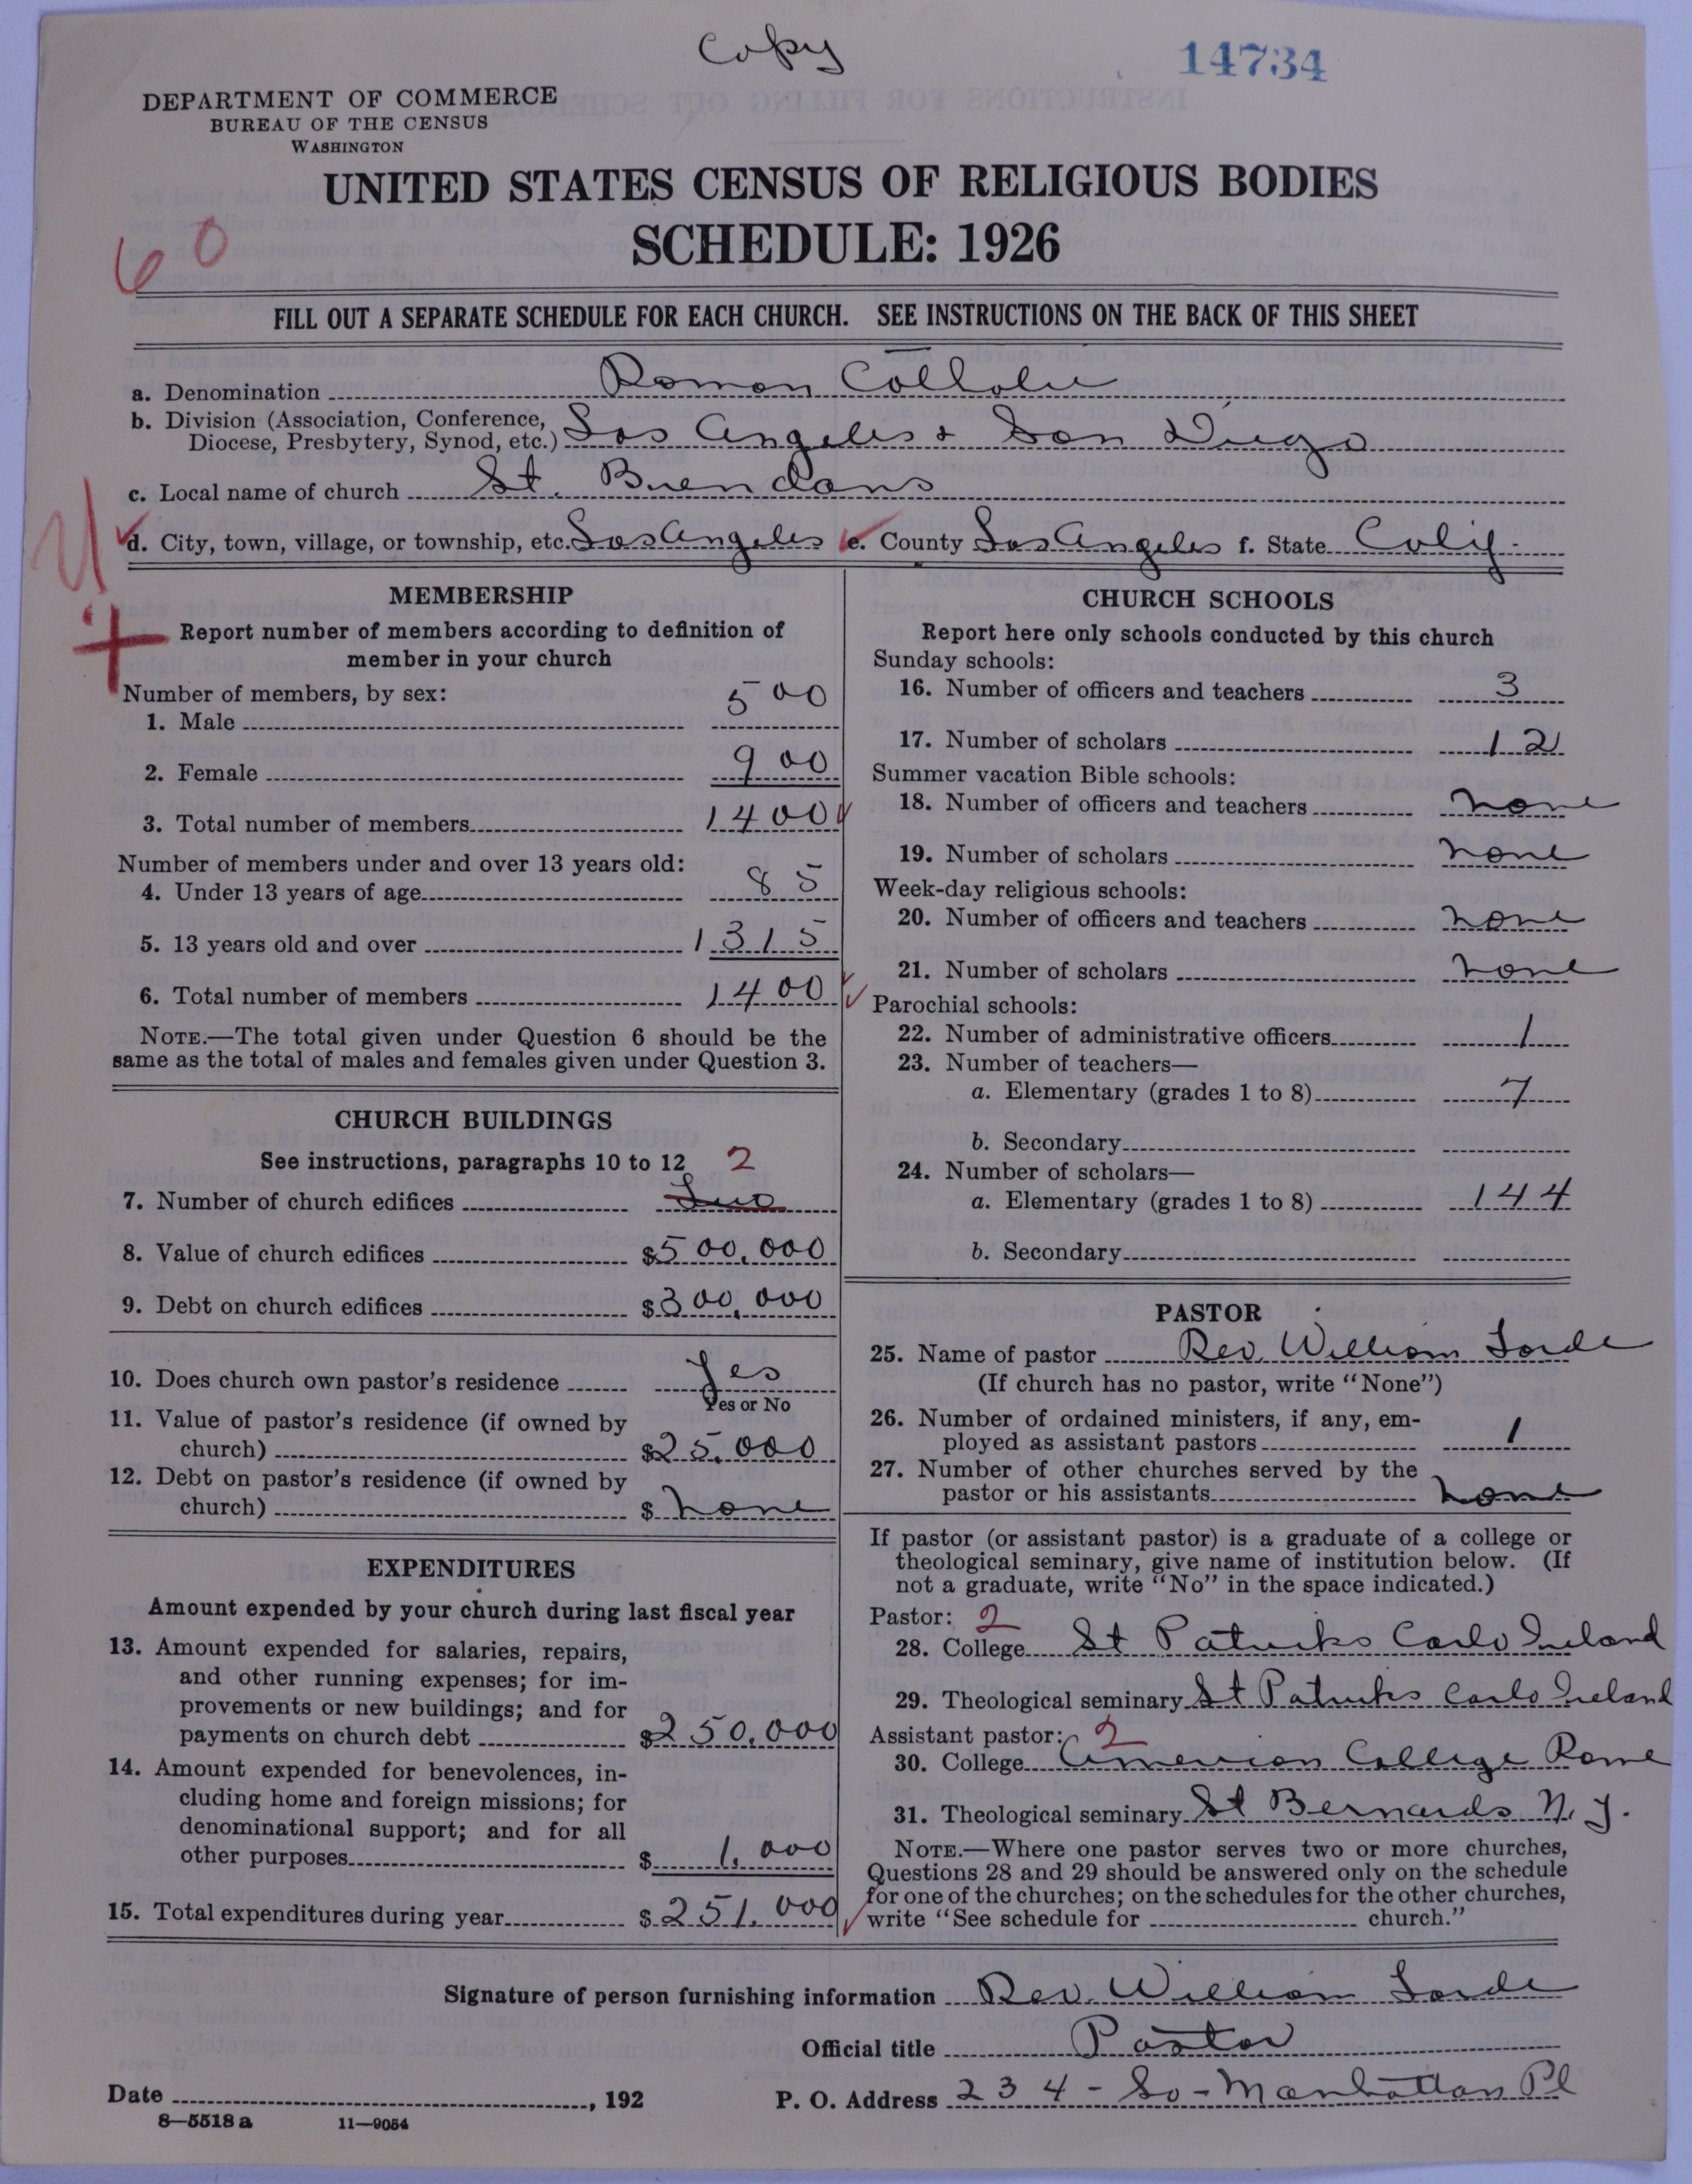 Copy
14734
DEPARTMENT OF COMMERCE
BUREAU OF THE CENSUS
WASHINGTON
UNITED STATES CENSUS OF RELIGIOUS BODIES
SCHEDULE: 1926
60
FILL OUT A SEPARATE SCHEDULE FOR EACH CHURCH. SEE INSTRUCTIONS ON THE BACK OF THIS SHEET
a. Denomination Roman Catholic
b. Division (Association, Conference, Diocese, Presbytery, Synod, etc.) Los Angeles & San Diego
c. Local name of church St. Brendans
d. City, town, village, or township, etc. Los Angeles e. County Los Angeles f. State Calif.
MEMBERSHIP
Report number of members according to definition of
member in your church
Number of members, by sex:
1. Male 500
2. Female 900
3. Total number of members 1400
Number of members under and over 13 years old:
4. Under 13 years of age 85
5. 13 years old and over 1315
6. Total number of members 1400
NOTE.—The total given under Question 6 should be the
same as the total of males and females given under Question 3.
CHURCH BUILDINGS
See instructions, paragraphs 10 to 12
2
7. Number of church edifices Two
8. Value of church edifices $500,000
9. Debt on church edifices $300,000
10. Does church own pastor's residence Yes
Yes or No
11. Value of pastor's residence (if owned by
church) $25,000
12. Debt on pastor's residence (if owned by
church) $ none
EXPENDITURES
Amount expended by your church during last fiscal year
13. Amount expended for salaries, repairs,
and other running expenses; for im-
provements or new buildings; and for
payments on church debt $250,000
14. Amount expended for benevolences, in-
cluding home and foreign missions; for
denominational support; and for all
other purposes $1,000
15. Total expenditures during year $251,000
CHURCH SCHOOLS
Report here only schools conducted by this church
Sunday schools:
16. Number of officers and teachers 3
17. Number of scholars 12
Summer vacation Bible schools:
18. Number of officers and teachers none
19. Number of scholars none
Week-day religious schools:
20. Number of officers and teachers none
21. Number of scholars none
Parochial schools:
22. Number of administrative officers 1
23. Number of teachers—
a. Elementary (grades 1 to 8) 7
b. Secondary
24. Number of scholars—
a. Elementary (grades 1 to 8) 144
b. Secondary
PASTOR
25. Name of pastor Rev. William Forde
(If church has no pastor, write "None")
26. Number of ordained ministers, if any, em-
ployed as assistant pastors 1
27. Number of other churches served by the
pastor or his assistants none
If pastor (or assistant pastor) is a graduate of a college or
theological seminary, give name of institution below. (If
not a graduate, write "No" in the space indicated.)
Pastor: 2
28. College St Patricks Carlo Ireland
29. Theological seminary St Patricks Carlo Ireland
Assistant pastor: 2
30. College American College Rome
31. Theological seminary St Bernards N.Y.
NOTE.—Where one pastor serves two or more churches,
Questions 28 and 29 should be answered only on the schedule
for one of the churches; on the schedules for the other churches,
write "See schedule for church."
Signature of person furnishing information Rev. William Forde
Official title Pastor
Date , 192
P. O. Address 234 - So - Manhattan Pl
8—5518 a 11—9054